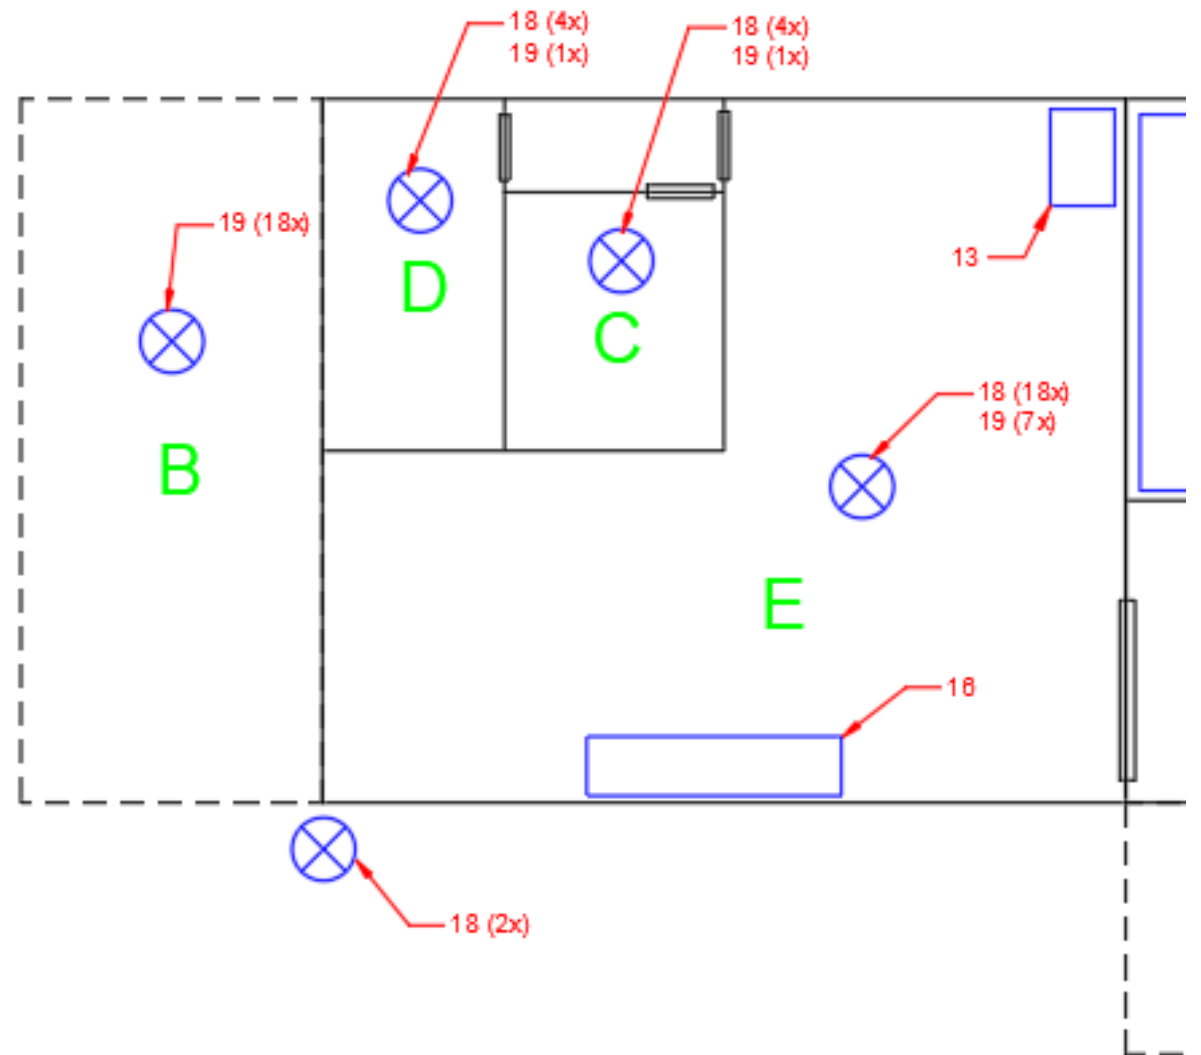 18 (4x)
19 (1x)
18 (4x)
19 (1x)
19 (18x)
D
C
13
B
18 (18x)
19 (7x)
E
16
18 (2x)